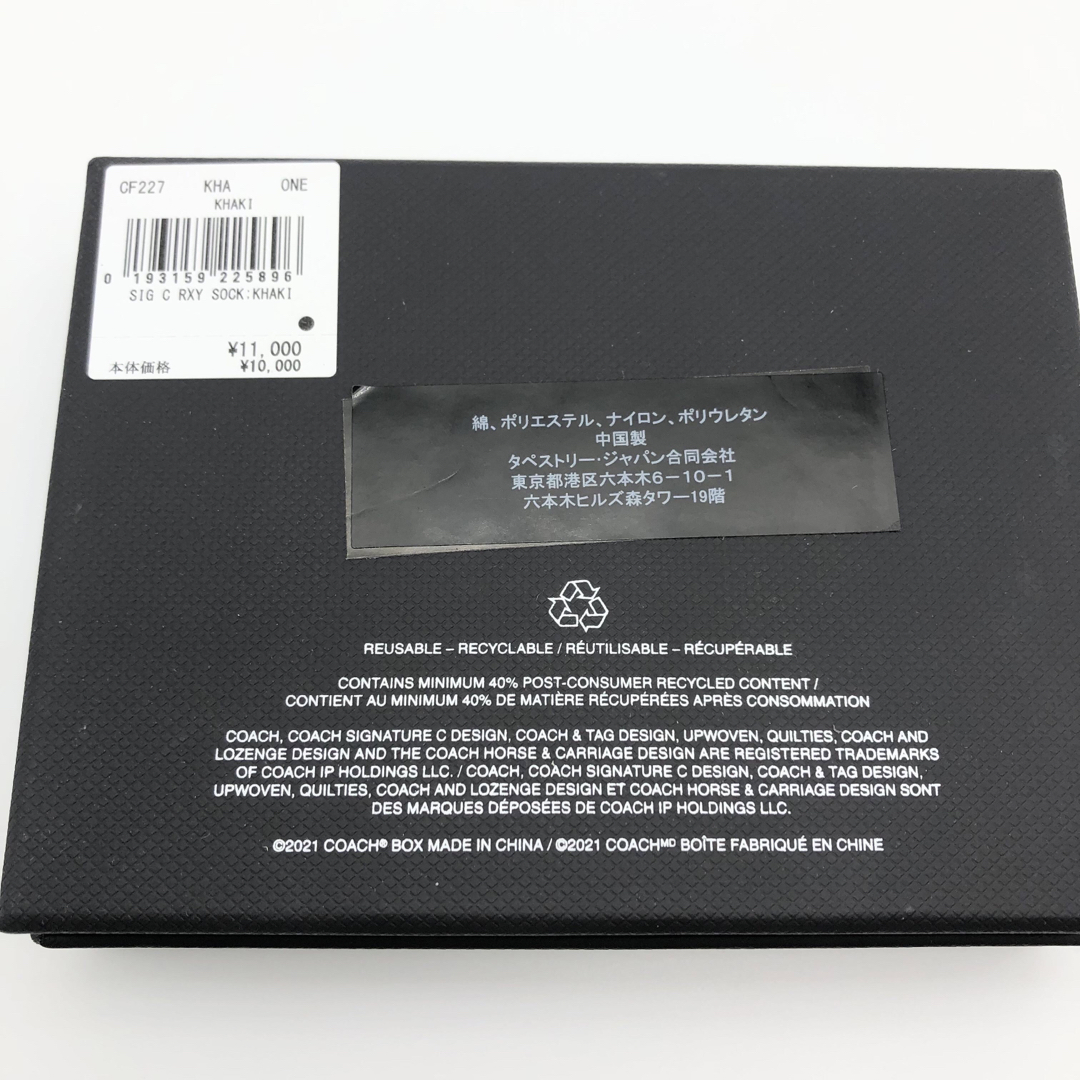 CF227 KHA ONE
KHAKI
0 193159 225896
SIG C RXY SOCK:KHAKI
¥11,000
本体価格 ¥10,000
綿、ポリエステル、ナイロン、ポリウレタン
中国製
タペストリー・ジャパン合同会社
東京都港区六本木6-10-1
六本木ヒルズ森タワー19階
REUSABLE – RECYCLABLE / RÉUTILISABLE – RÉCUPÉRABLE
CONTAINS MINIMUM 40% POST-CONSUMER RECYCLED CONTENT /
CONTIENT AU MINIMUM 40% DE MATIÈRE RÉCUPÉRÉES APRÈS CONSOMMATION
COACH, COACH SIGNATURE C DESIGN, COACH & TAG DESIGN, UPWOVEN, QUILTIES, COACH AND
LOZENGE DESIGN AND THE COACH HORSE & CARRIAGE DESIGN ARE REGISTERED TRADEMARKS
OF COACH IP HOLDINGS LLC. / COACH, COACH SIGNATURE C DESIGN, COACH & TAG DESIGN,
UPWOVEN, QUILTIES, COACH AND LOZENGE DESIGN ET COACH HORSE & CARRIAGE DESIGN SONT
DES MARQUES DÉPOSÉES DE COACH IP HOLDINGS LLC.
©2021 COACH® BOX MADE IN CHINA / ©2021 COACHᴹᴰ BOÎTE FABRIQUÉ EN CHINE